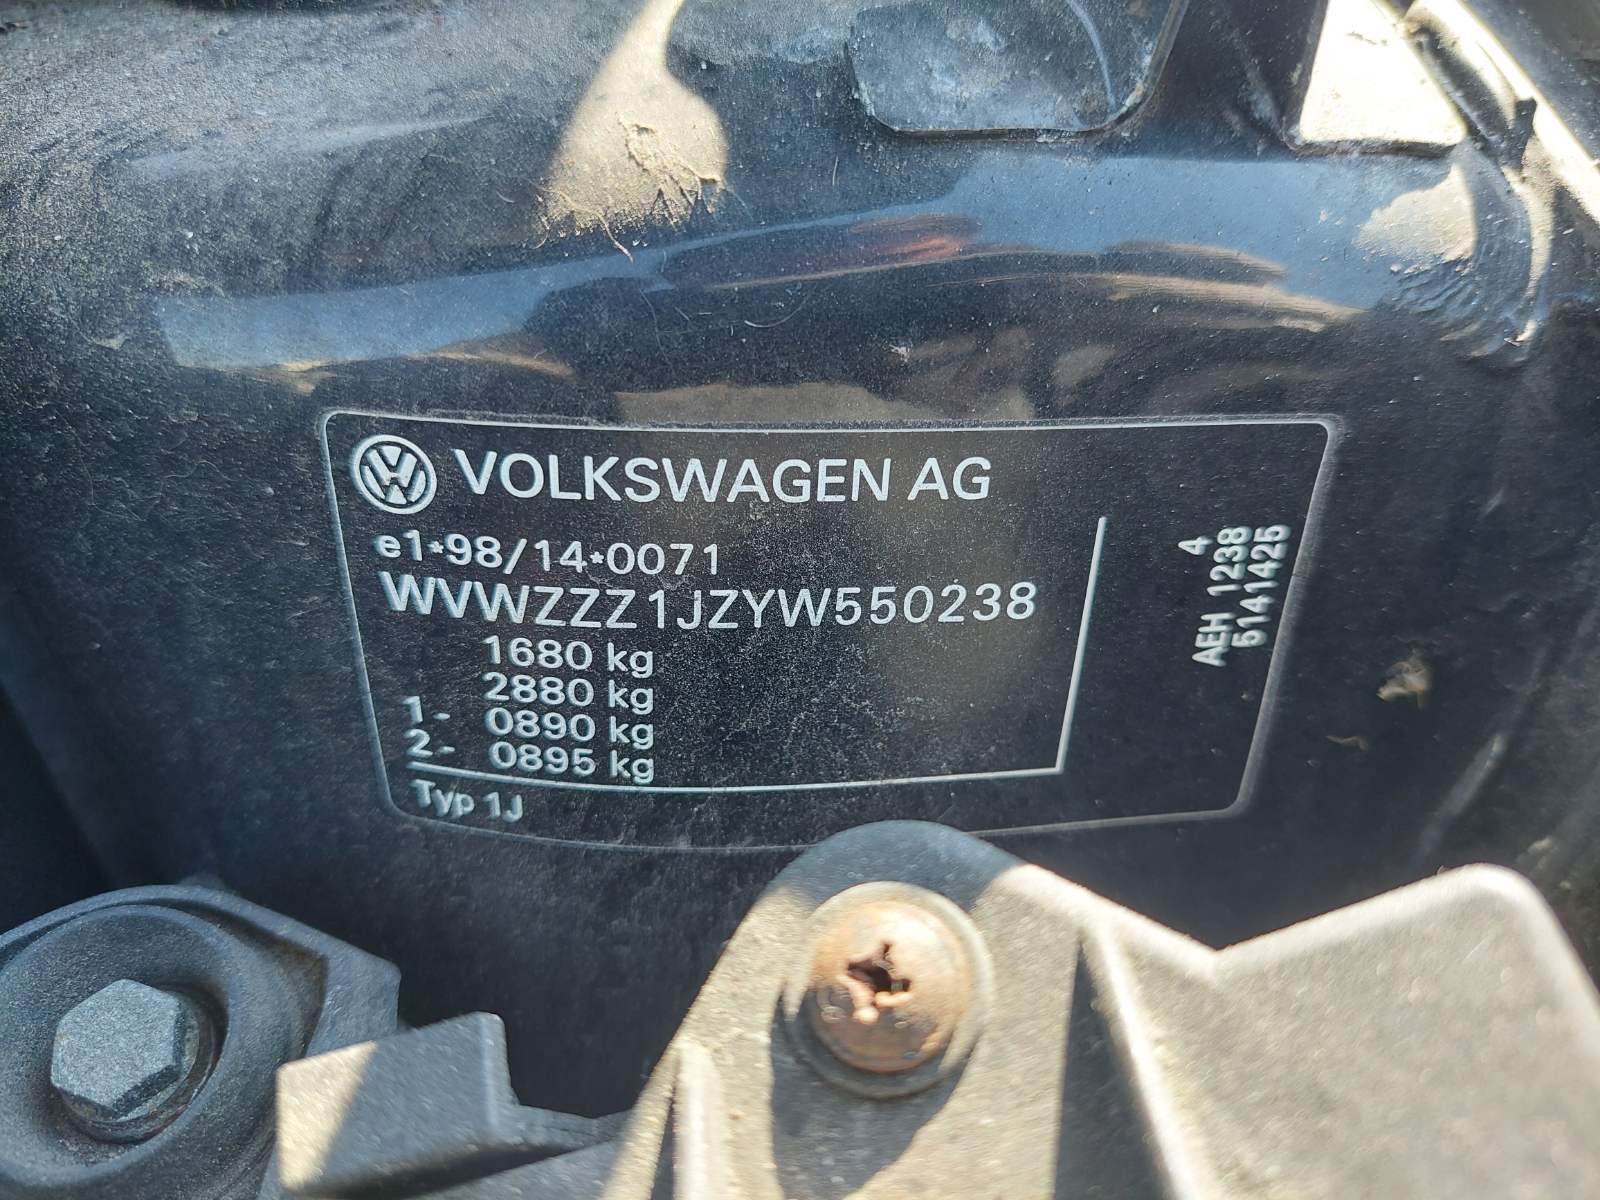 VOLKSWAGEN AG
e1*98/14*0071
WVWZZZ1JZYW550238
1680 kg
2880 kg
1- 0890 kg
2- 0895 kg
Typ 1J
4
AEH 1238
5141425